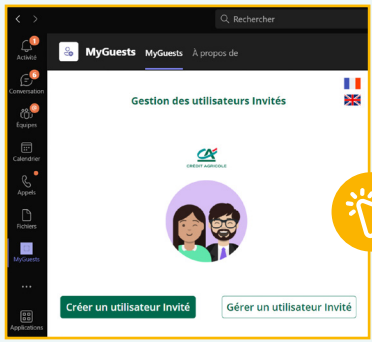 Rechercher
MyGuests MyGuests À propos de
Activité
Conversation
Équipes
Calendrier
Appels
Fichiers
MyGuests
Applications
Gestion des utilisateurs Invités
CRÉDIT AGRICOLE
Créer un utilisateur Invité
Gérer un utilisateur Invité